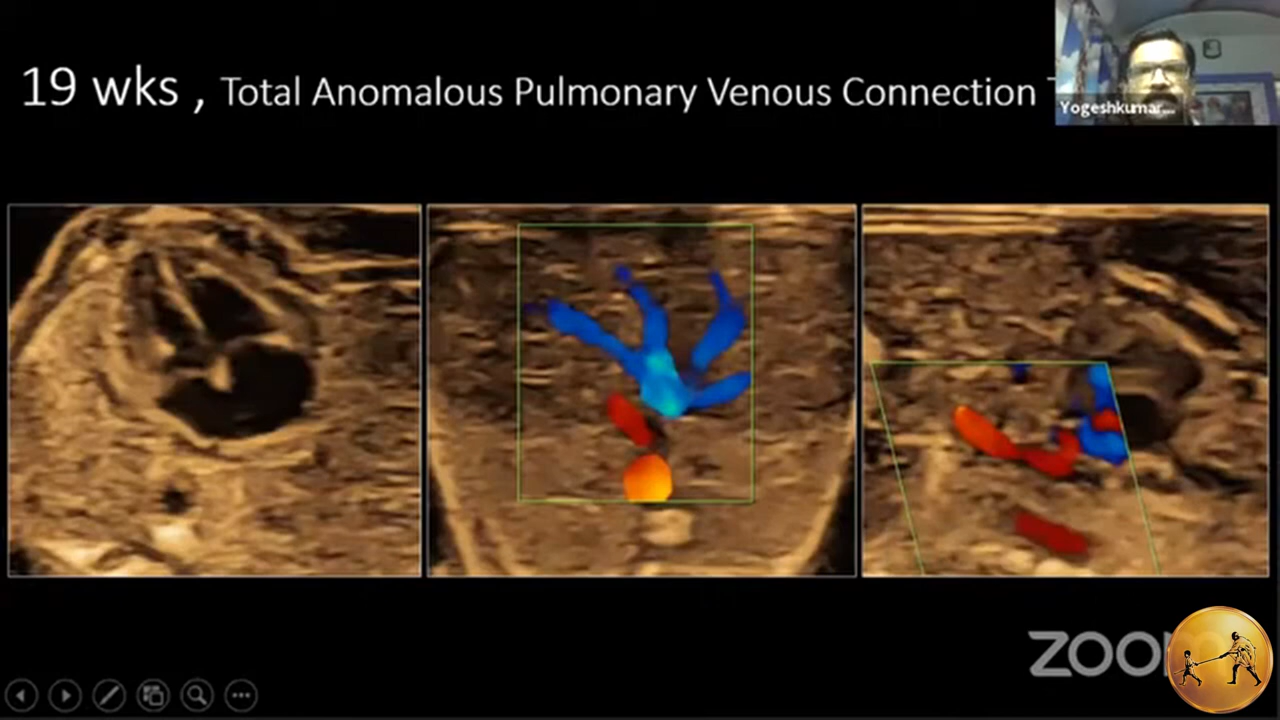 19 wks , Total Anomalous Pulmonary Venous Connection
Yogeshkumar...
ZOO